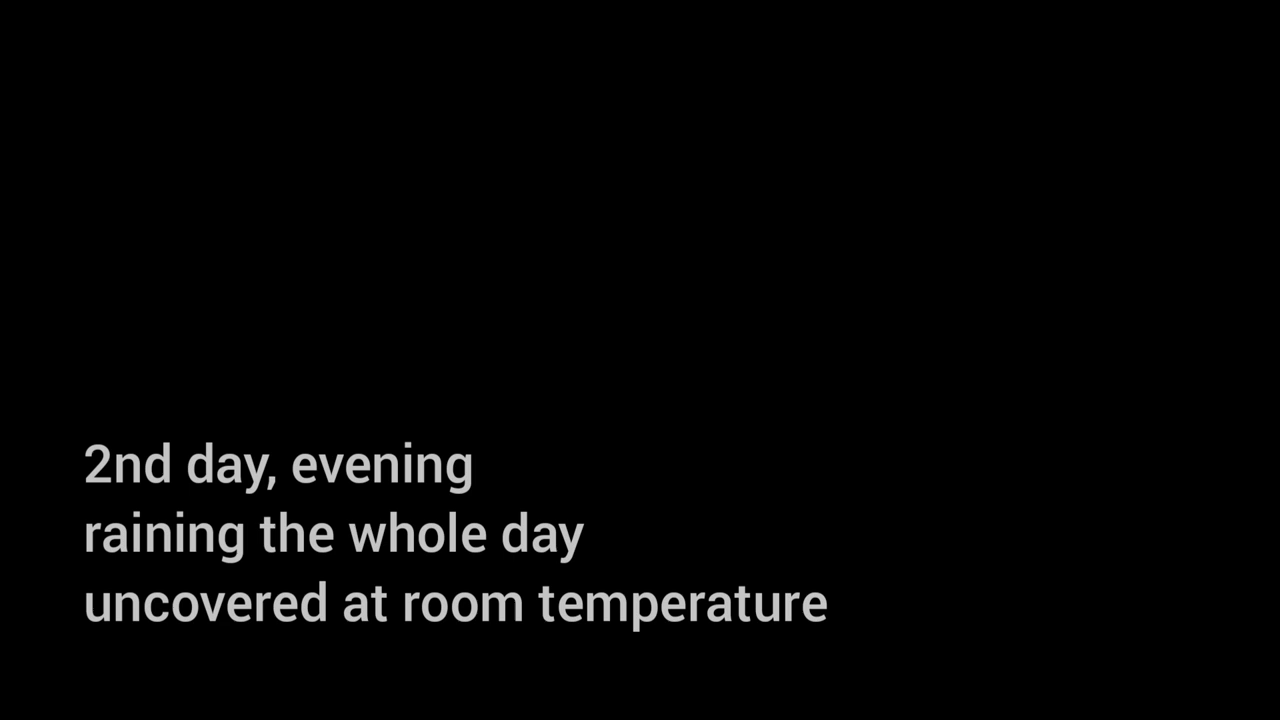 2nd day, evening
raining the whole day
uncovered at room temperature